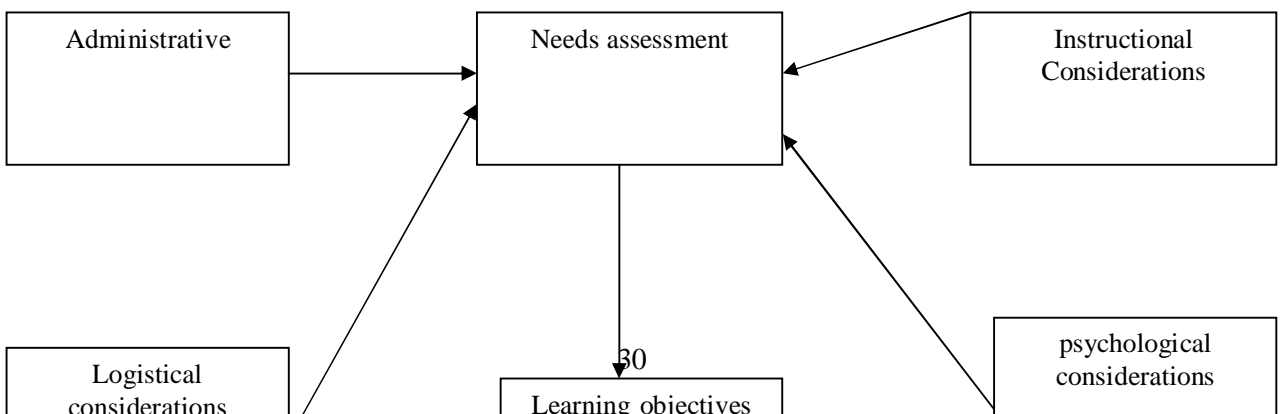 Administrative
Needs assessment
Instructional
Considerations
psychological
considerations
30
Logistical
considerations
Learning objectives